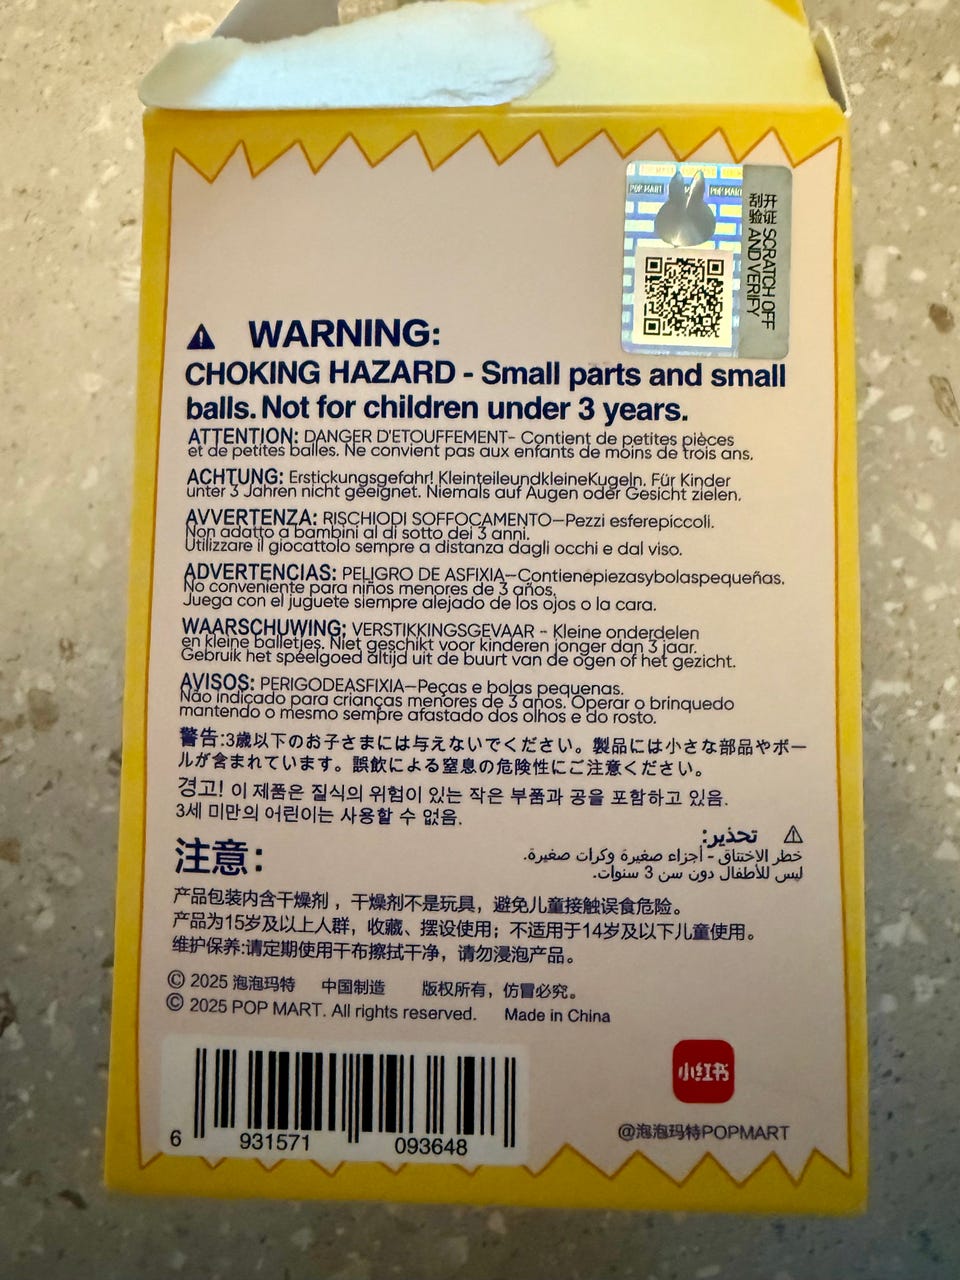 POP MART
M
POP MART
刮开
验证 SCRATCH OFF
AND VERIFY
WARNING:
CHOKING HAZARD - Small parts and small
balls. Not for children under 3 years.
ATTENTION: DANGER D'ETOUFFEMENT- Contient de petites pièces
et de petites balles. Ne convient pas aux enfants de moins de trois ans.
ACHTUNG: Erstickungsgefahr! KleinteileundkleineKugeln. Für Kinder
unter 3 Jahren nicht geeignet. Niemals auf Augen oder Gesicht zielen.
AVVERTENZA: RISCHIODI SOFFOCAMENTO—Pezzi esferepiccoli.
Non adatto a bambini al di sotto dei 3 anni.
Utilizzare il giocattolo sempre a distanza dagli occhi e dal viso.
ADVERTENCIAS: PELIGRO DE ASFIXIA—Contienepiezasybolaspequeñas.
No conveniente para niños menores de 3 años.
Juega con el juguete siempre alejado de los ojos o la cara.
WAARSCHUWING; VERSTIKKINGSGEVAAR - Kleine onderdelen
en kleine balletjes. Niet geschikt voor kinderen jonger dan 3 jaar.
Gebruik het speelgoed altijd uit de buurt van de ogen of het gezicht.
AVISOS: PERIGODEASFIXIA—Peças e bolas pequenas.
Não indicado para crianças menores de 3 anos. Operar o brinquedo
mantendo o mesmo sempre afastado dos olhos e do rosto.
警告:3歳以下のお子さまには与えないでください。製品には小さな部品やボー
ルが含まれています。誤飲による窒息の危険性にご注意ください。
경고! 이 제품은 질식의 위험이 있는 작은 부품과 공을 포함하고 있음.
3세 미만의 어린이는 사용할 수 없음.
تحذير:
خطر الاختناق - أجزاء صغيرة وكرات صغيرة.
ليس للأطفال دون سن 3 سنوات.
注意：
产品包装内含干燥剂，干燥剂不是玩具，避免儿童接触误食危险。
产品为15岁及以上人群，收藏、摆设使用；不适用于14岁及以下儿童使用。
维护保养:请定期使用干布擦拭干净，请勿浸泡产品。
© 2025 泡泡玛特 中国制造 版权所有，仿冒必究。
© 2025 POP MART. All rights reserved. Made in China
6 931571 093648
小红书
@泡泡玛特POPMART